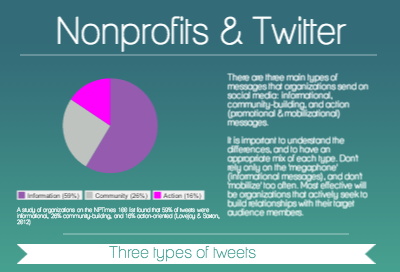 Nonprofits & Twitter
There are three main types of
messages that organizations send on
social media: informational,
community-building, and action
(promotional & mobilizational)
messages.
It is important to understand the
differences, and to have an
appropriate mix of each type. Don't
rely only on the 'megaphone'
(informational messages), and don't
'mobilize' too often. Most effective will
be organizations that actively seek to
build relationships with their target
audience members.
Information (59%) Community (26%) Action (16%)
A study of organizations on the NPTimes 188 list found that 59% of tweets were
informational, 26% community-building, and 16% action-oriented (Lovejoy & Saxton,
2012)
Three types of tweets